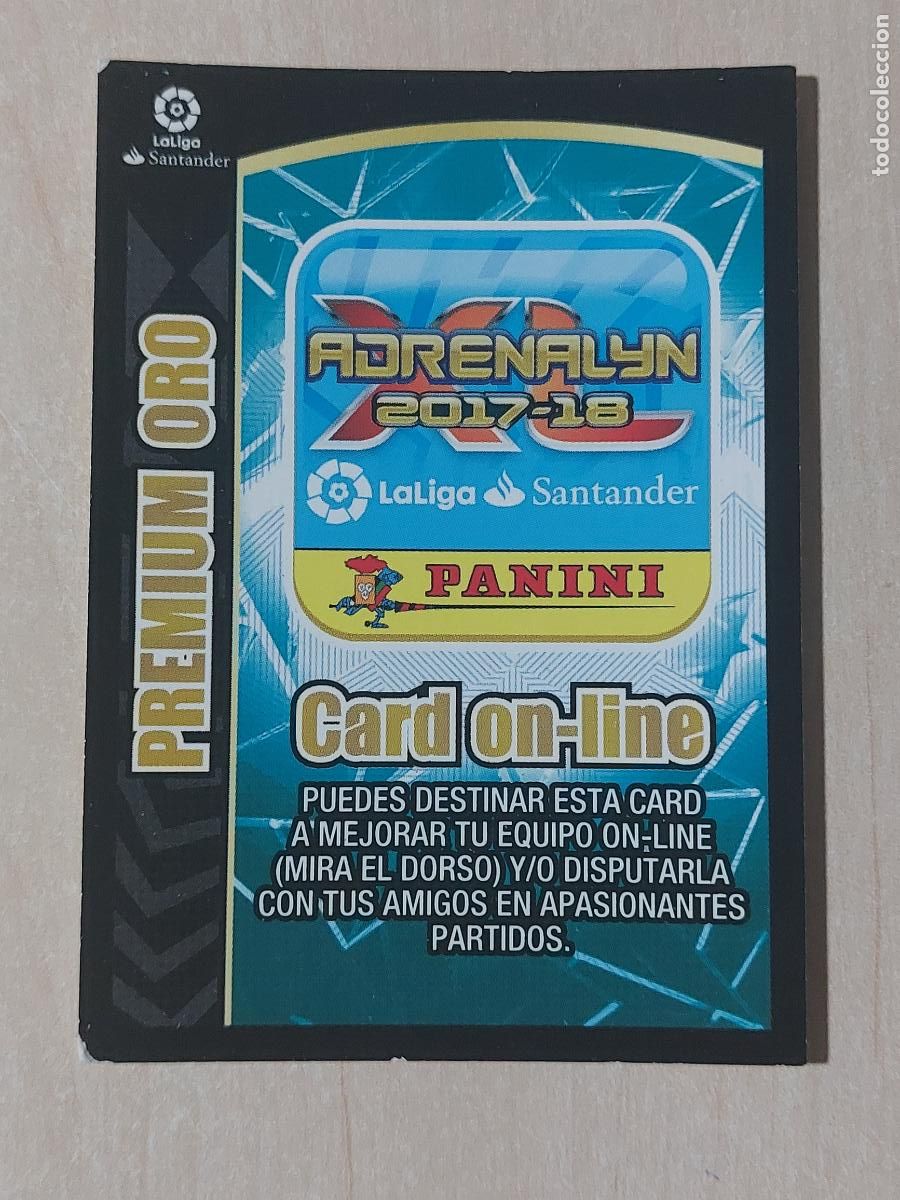 LaLiga
Santander
PREMIUM ORO
XL
ADRENALYN
2017-18
LaLiga Santander
PANINI
Card on-line
PUEDES DESTINAR ESTA CARD
A MEJORAR TU EQUIPO ON-LINE
(MIRA EL DORSO) Y/O DISPUTARLA
CON TUS AMIGOS EN APASIONANTES
PARTIDOS.
todocoleccion